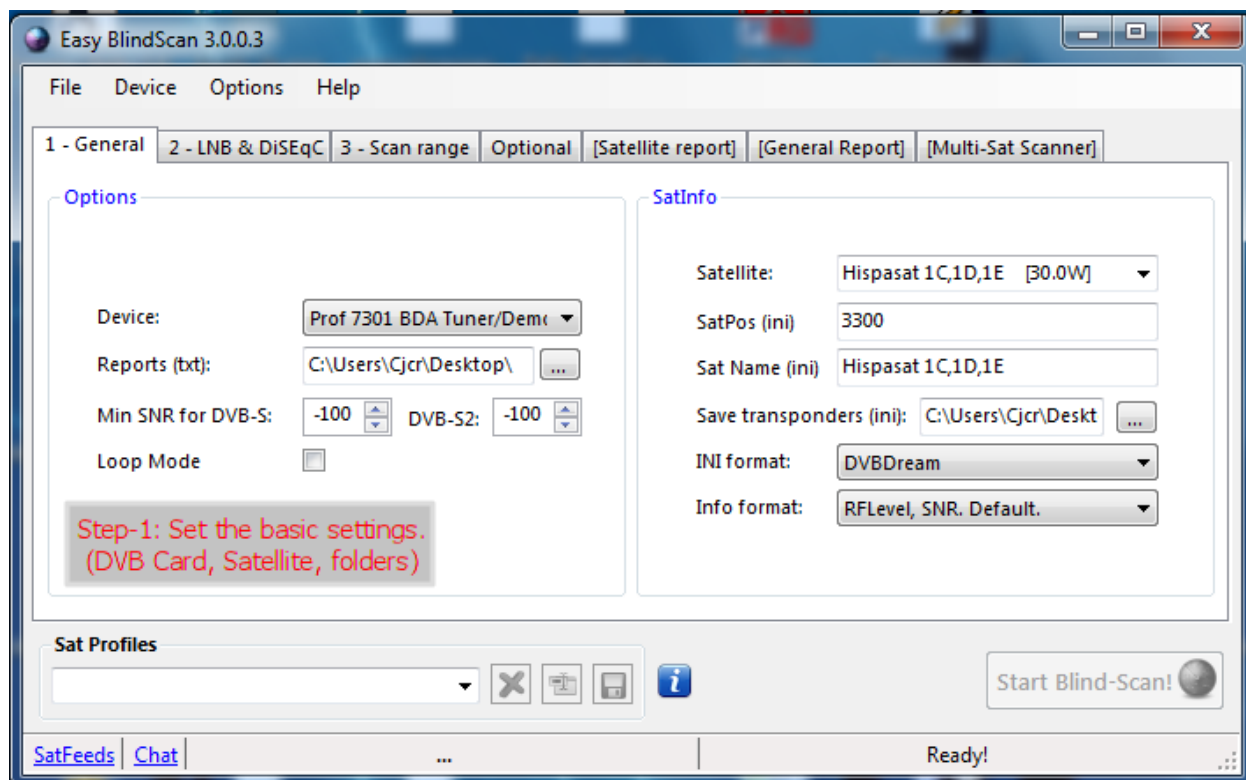 Easy BlindScan 3.0.0.3
File Device Options Help
1 - General 2 - LNB & DiSEqC 3 - Scan range Optional [Satellite report] [General Report] [Multi-Sat Scanner]
Options
Device: Prof 7301 BDA Tuner/Demo
Reports (txt): C:\Users\Cjcr\Desktop\ ...
Min SNR for DVB-S: -100 DVB-S2: -100
Loop Mode
Step-1: Set the basic settings.
(DVB Card, Satellite, folders)
SatInfo
Satellite: Hispasat 1C,1D,1E [30.0W]
SatPos (ini) 3300
Sat Name (ini) Hispasat 1C,1D,1E
Save transponders (ini): C:\Users\Cjcr\Deskt ...
INI format: DVBDream
Info format: RFLevel, SNR. Default.
Sat Profiles
Start Blind-Scan!
SatFeeds Chat ... Ready!